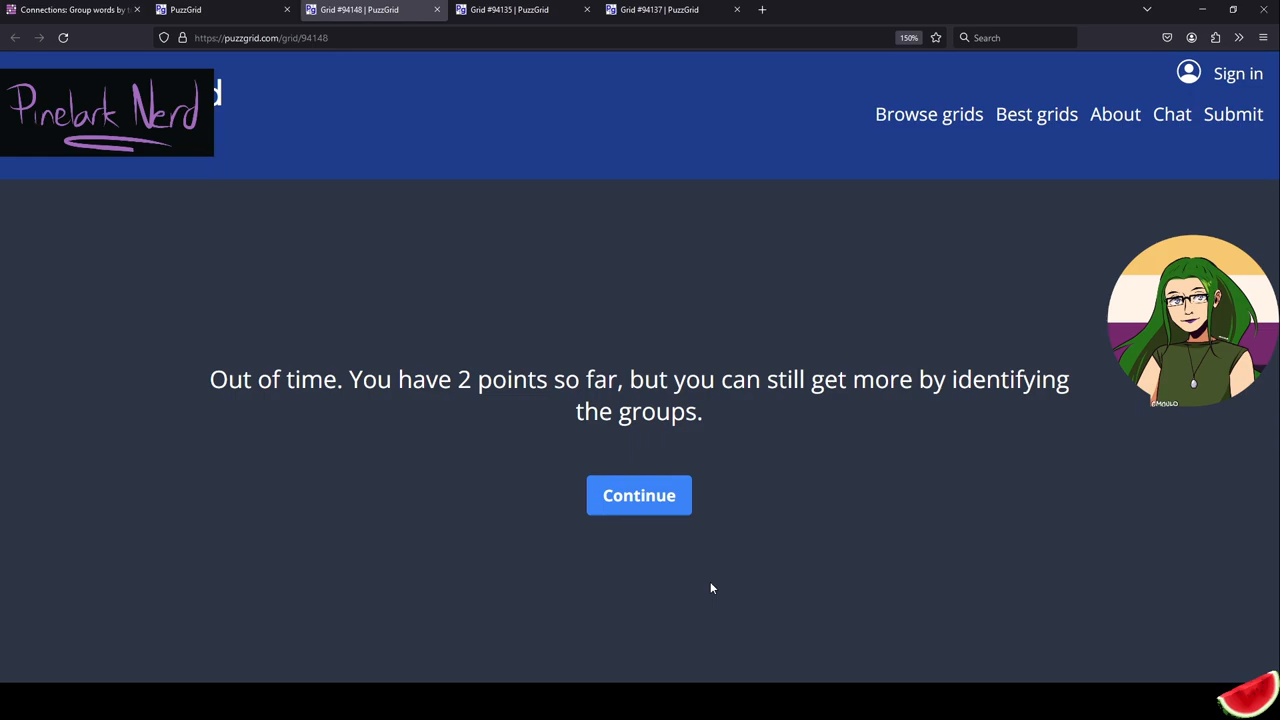 Connections: Group words by t
PuzzGrid
Grid #94148 | PuzzGrid
Grid #94135 | PuzzGrid
Grid #94137 | PuzzGrid
https://puzzgrid.com/grid/94148
150%
Search
Pinelark Nerd
d
Sign in
Browse grids
Best grids
About
Chat
Submit
Out of time. You have 2 points so far, but you can still get more by identifying
the groups.
Continue